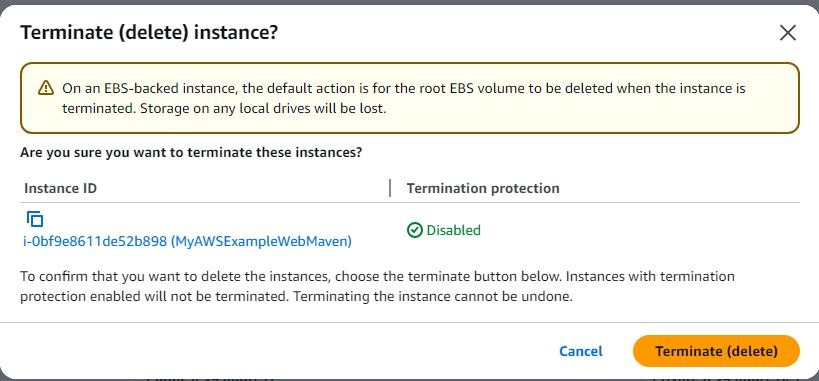 Terminate (delete) instance?
On an EBS-backed instance, the default action is for the root EBS volume to be deleted when the instance is
terminated. Storage on any local drives will be lost.
Are you sure you want to terminate these instances?
Instance ID
Termination protection
i-0bf9e8611de52b898 (MyAWSExampleWebMaven)
Disabled
To confirm that you want to delete the instances, choose the terminate button below. Instances with termination
protection enabled will not be terminated. Terminating the instance cannot be undone.
Cancel
Terminate (delete)